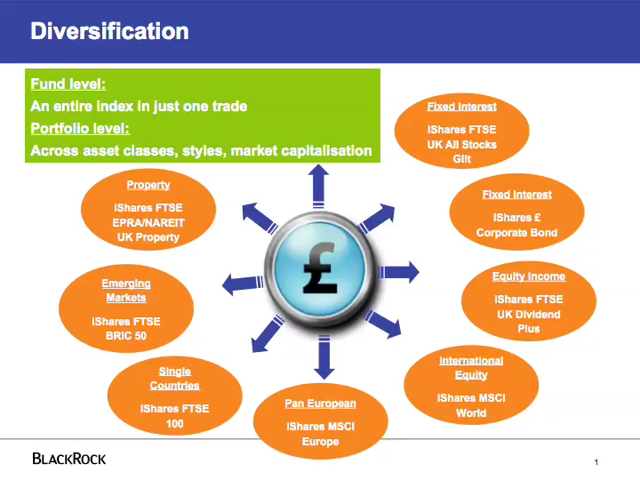 Diversification
Fund level:
An entire index in just one trade
Portfolio level:
Across asset classes, styles, market capitalisation
Fixed Interest
iShares FTSE
UK All Stocks
Gilt
Property
iShares FTSE
EPRA/NAREIT
UK Property
Fixed Interest
iShares £
Corporate Bond
£
Emerging
Markets
iShares FTSE
BRIC 50
Equity Income
iShares FTSE
UK Dividend
Plus
Single
Countries
iShares FTSE
100
International
Equity
iShares MSCI
World
Pan European
iShares MSCI
Europe
BLACKROCK
1